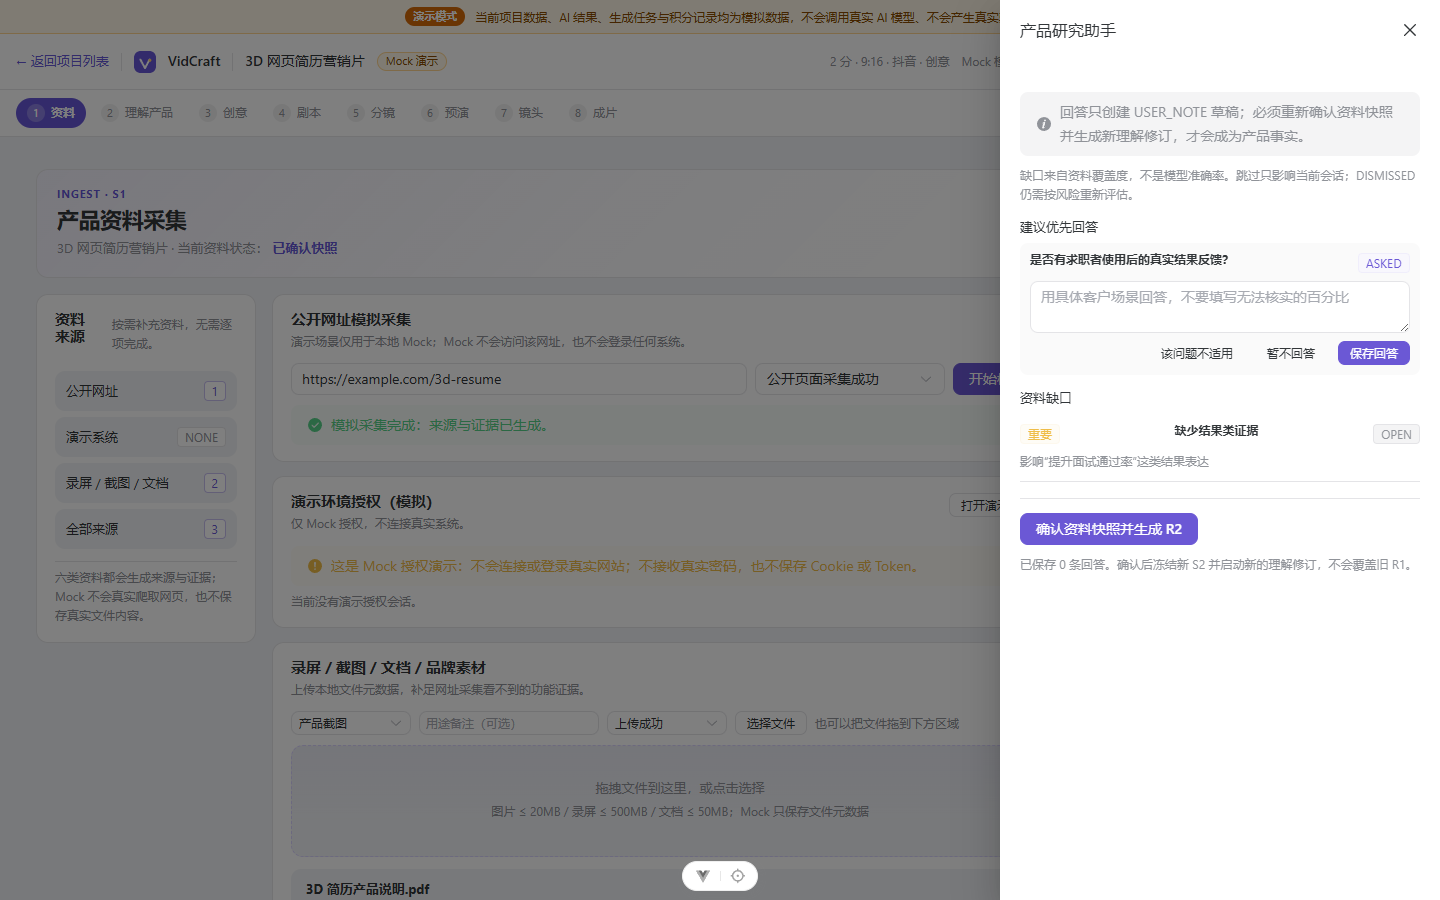 演示模式 当前项目数据、AI 结果、生成任务与积分记录均为模拟数据，不会调用真实 AI 模型、不会产生真实
← 返回项目列表 VidCraft 3D 网页简历营销片 Mock 演示 2 分 · 9:16 · 抖音 · 创意 Mock
1 资料 2 理解产品 3 创意 4 剧本 5 分镜 6 预演 7 镜头 8 成片
INGEST · S1
产品资料采集
3D 网页简历营销片 · 当前资料状态： 已确认快照
资料来源
按需补充资料，无需逐项完成。
公开网址 1
演示系统 NONE
录屏 / 截图 / 文档 2
全部来源 3
六类资料都会生成来源与证据；
Mock 不会真实爬取网页，也不保
存真实文件内容。
公开网址模拟采集
演示场景仅用于本地 Mock；Mock 不会访问该网址，也不会登录任何系统。
https://example.com/3d-resume 公开页面采集成功 开始
模拟采集完成：来源与证据已生成。
演示环境授权（模拟）
仅 Mock 授权，不连接真实系统。
打开演
这是 Mock 授权演示：不会连接或登录真实网站；不接收真实密码，也不保存 Cookie 或 Token。
当前没有演示授权会话。
录屏 / 截图 / 文档 / 品牌素材
上传本地文件元数据，补足网址采集看不到的功能证据。
产品截图 用途备注（可选） 上传成功 选择文件 也可以把文件拖到下方区域
拖拽文件到这里，或点击选择
图片 ≤ 20MB / 录屏 ≤ 500MB / 文档 ≤ 50MB；Mock 只保存文件元数据
3D 简历产品说明.pdf
产品研究助手
回答只创建 USER_NOTE 草稿；必须重新确认资料快照
并生成新理解修订，才会成为产品事实。
缺口来自资料覆盖度，不是模型准确率。跳过只影响当前会话；DISMISSED
仍需按风险重新评估。
建议优先回答
是否有求职者使用后的真实结果反馈？ ASKED
用具体客户场景回答，不要填写无法核实的百分比
该问题不适用 暂不回答 保存回答
资料缺口
重要 缺少结果类证据 OPEN
影响“提升面试通过率”这类结果表达
确认资料快照并生成 R2
已保存 0 条回答。确认后冻结新 S2 并启动新的理解修订，不会覆盖旧 R1。